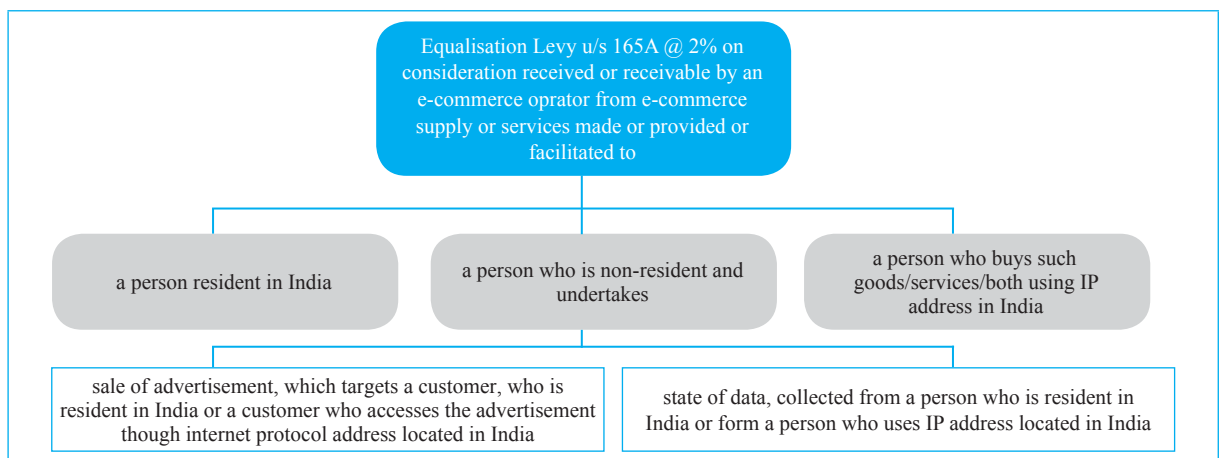 Equalisation Levy u/s 165A @ 2% on
consideration received or receivable by an
e-commerce oprator from e-commerce
supply or services made or provided or
facilitated to
a person resident in India
a person who is non-resident and
undertakes
a person who buys such
goods/services/both using IP
address in India
sale of advertisement, which targets a customer, who is
resident in India or a customer who accesses the advertisement
though internet protocol address located in India
state of data, collected from a person who is resident in
India or form a person who uses IP address located in India